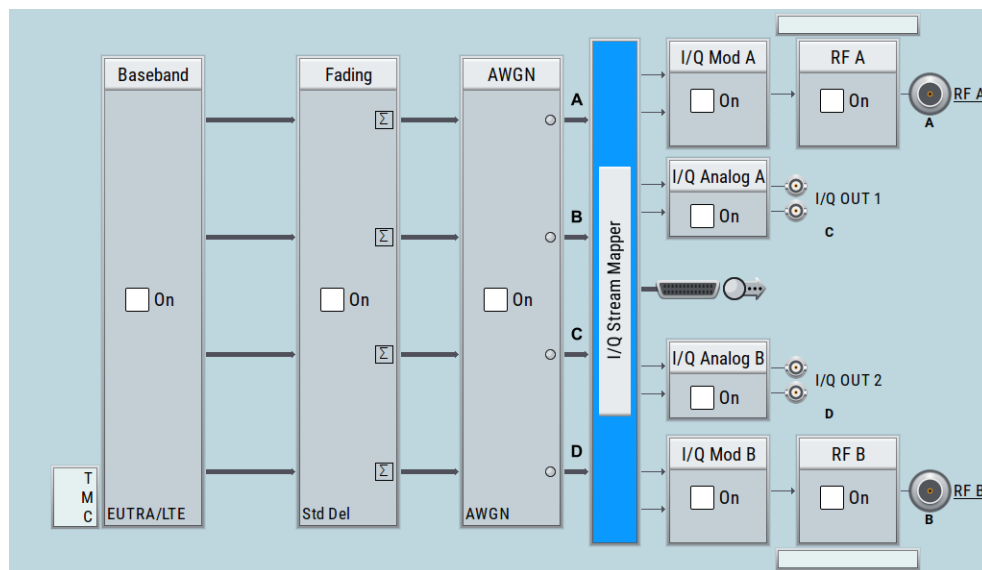 Baseband
On
T
M
C
EUTRA/LTE
Fading
Σ
Σ
On
Σ
Σ
Std Del
AWGN
On
AWGN
A
B
C
D
I/Q Stream Mapper
I/Q Mod A
On
RF A
On
RF A
A
I/Q Analog A
On
I/Q OUT 1
C
I/Q Analog B
On
I/Q OUT 2
D
I/Q Mod B
On
RF B
On
RF B
B